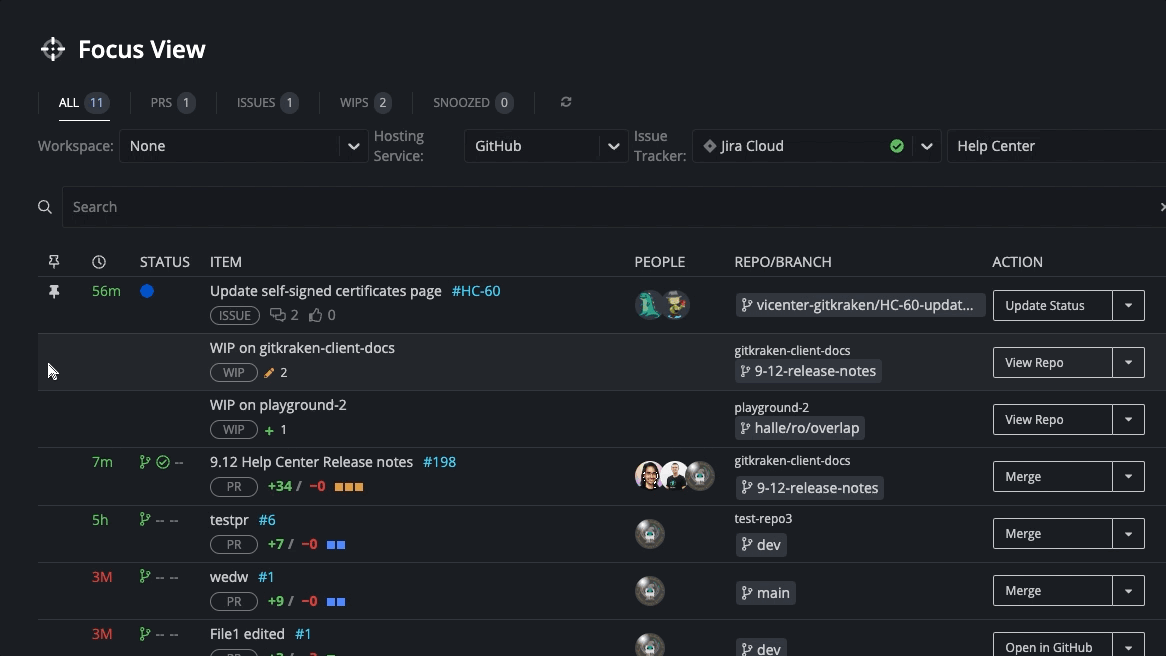 Focus View
ALL 11 PRS 1 ISSUES 1 WIPS 2 SNOOZED 0
Workspace: None Hosting Service: GitHub Issue Tracker: Jira Cloud Help Center
Search
STATUS ITEM PEOPLE REPO/BRANCH ACTION
56m Update self-signed certificates page #HC-60
ISSUE 2 0 vicenter-gitkraken/HC-60-updat... Update Status
WIP on gitkraken-client-docs gitkraken-client-docs
WIP 2 9-12-release-notes View Repo
WIP on playground-2 playground-2
WIP + 1 halle/ro/overlap View Repo
7m -- 9.12 Help Center Release notes #198 gitkraken-client-docs
PR +34 / −0 9-12-release-notes Merge
5h -- -- testpr #6 test-repo3
PR +7 / −0 dev Merge
3M -- -- wedw #1
PR +9 / −0 main Merge
3M -- -- File1 edited #1
dev Open in GitHub